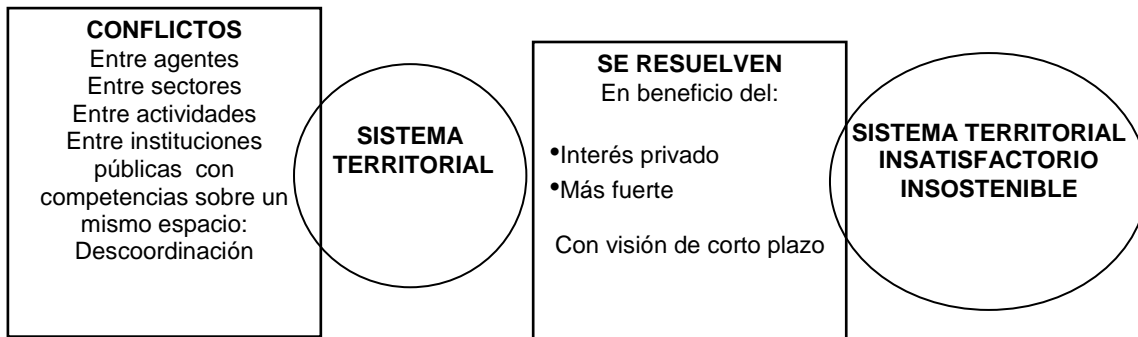 CONFLICTOS
Entre agentes
Entre sectores
Entre actividades
Entre instituciones
públicas con
competencias sobre un
mismo espacio:
Descoordinación
SISTEMA
TERRITORIAL
SE RESUELVEN
En beneficio del:
•Interés privado
•Más fuerte
Con visión de corto plazo
SISTEMA TERRITORIAL
INSATISFACTORIO
INSOSTENIBLE